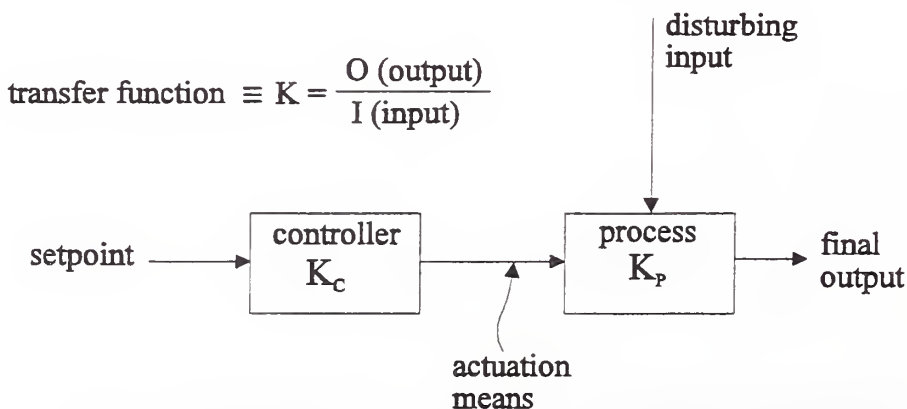 disturbing
input
transfer function ≡ K = O (output)
I (input)
setpoint
controller
K_C
process
K_P
final
output
actuation
means